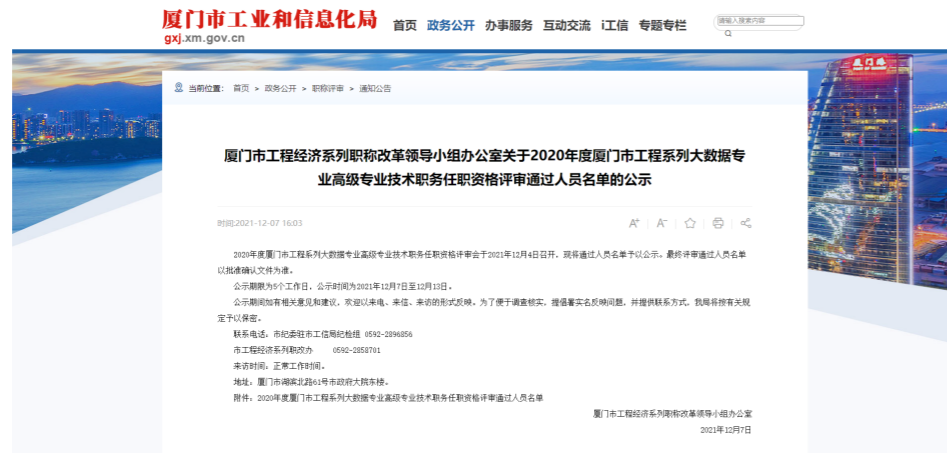 厦门市工业和信息化局
gxj.xm.gov.cn
首页 政务公开 办事服务 互动交流 i工信 专题专栏
请输入搜索内容
厦门港
当前位置： 首页 > 政务公开 > 职称评审 > 通知公告
厦门市工程经济系列职称改革领导小组办公室关于2020年度厦门市工程系列大数据专
业高级专业技术职务任职资格评审通过人员名单的公示
时间:2021-12-07 16:03
A+ A-
2020年度厦门市工程系列大数据专业高级专业技术职务任职资格评审会于2021年12月4日召开，现将通过人员名单予以公示。最终评审通过人员名单
以批准确认文件为准。
公示期限为5个工作日，公示时间为2021年12月7日至12月13日。
公示期间如有相关意见和建议，欢迎以来电、来信、来访的形式反映。为了便于调查核实，提倡署实名反映问题，并提供联系方式，我局将按有关规
定予以保密。
联系电话：市纪委驻市工信局纪检组 0592-2896856
市工程经济系列职改办 0592-2858701
来访时间：正常工作时间。
地址：厦门市湖滨北路61号市政府大院东楼。
附件：2020年度厦门市工程系列大数据专业高级专业技术职务任职资格评审通过人员名单
厦门市工程经济系列职称改革领导小组办公室
2021年12月7日